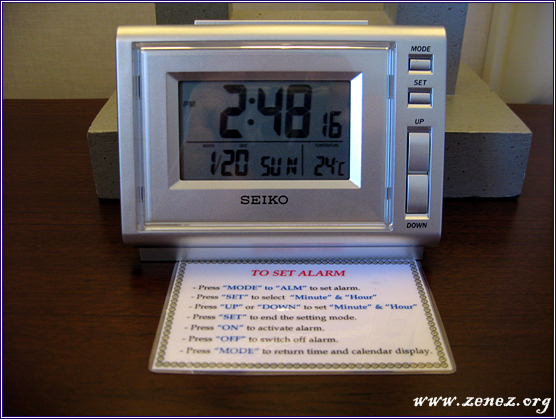 MODE
SET
UP
DOWN
PM 2:48 16
MONTH DATE TEMPERATURE
1/20 SUN 24°C
SEIKO
TO SET ALARM
- Press "MODE" to "ALM" to set alarm.
- Press "SET" to select "Minute" & "Hour"
- Press "UP" or "DOWN" to set "Minute" & "Hour"
- Press "SET" to end the setting mode.
- Press "ON" to activate alarm.
- Press "OFF" to switch off alarm.
- Press "MODE" to return time and calendar display.
www.zenez.org